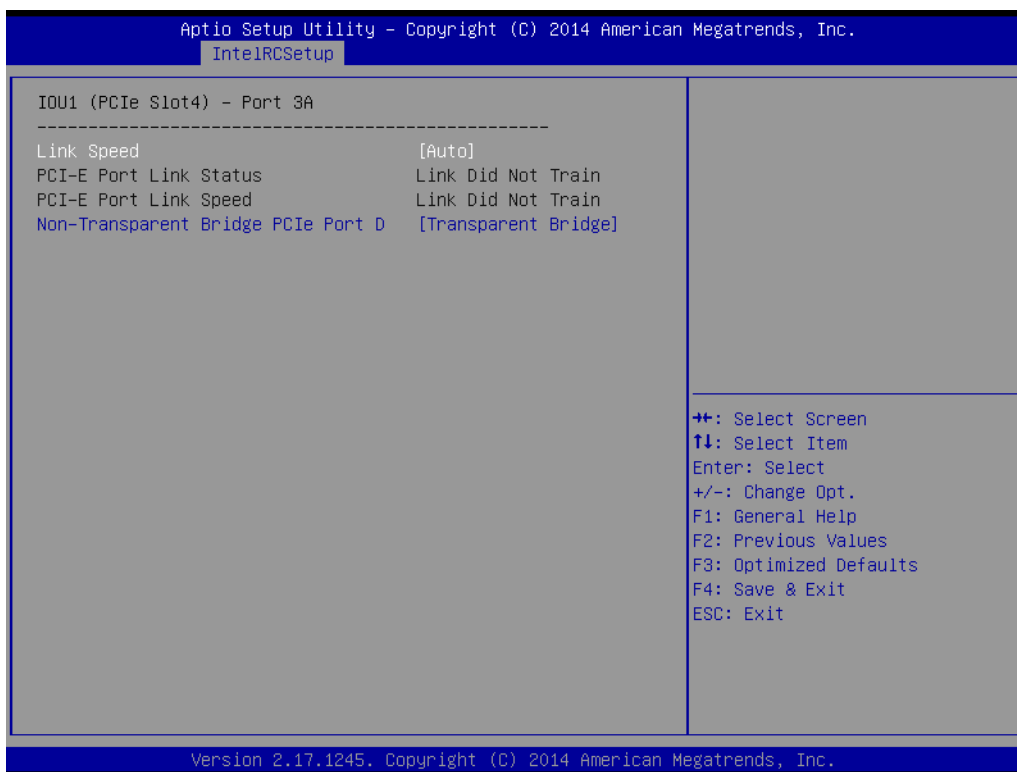 Aptio Setup Utility – Copyright (C) 2014 American Megatrends, Inc.
IntelRCSetup
IOU1 (PCIe Slot4) – Port 3A
--------------------------------------------------
Link Speed [Auto]
PCI-E Port Link Status Link Did Not Train
PCI-E Port Link Speed Link Did Not Train
Non-Transparent Bridge PCIe Port D [Transparent Bridge]
→←: Select Screen
↑↓: Select Item
Enter: Select
+/-: Change Opt.
F1: General Help
F2: Previous Values
F3: Optimized Defaults
F4: Save & Exit
ESC: Exit
Version 2.17.1245. Copyright (C) 2014 American Megatrends, Inc.